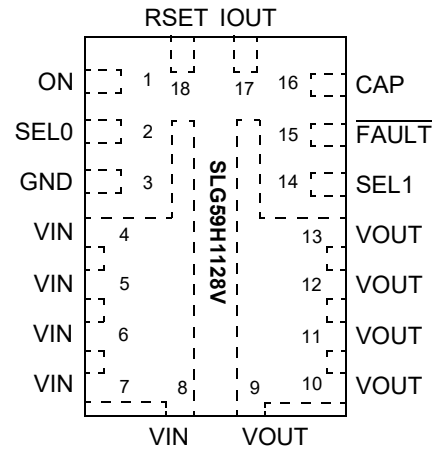 RSET IOUT
ON 1 18 17 16 CAP
SEL0 2 15 FAULT
GND 3 14 SEL1
SLG59H1128V
VIN 4 13 VOUT
VIN 5 12 VOUT
VIN 6 11 VOUT
VIN 7 8 9 10 VOUT
VIN VOUT